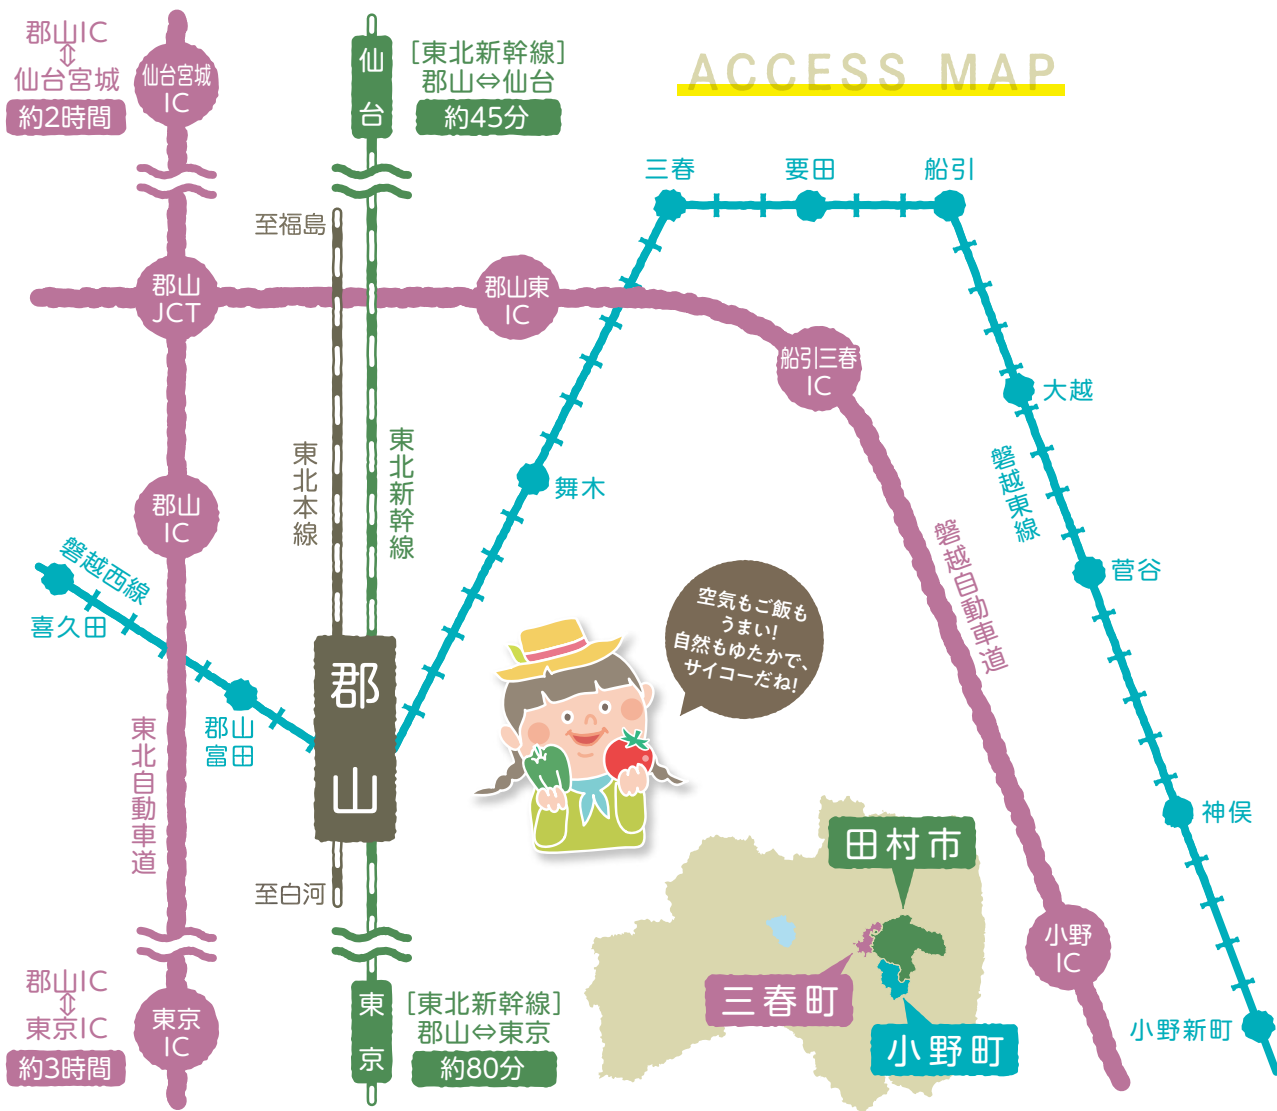 郡山IC
⇕
仙台宮城
約2時間
仙台宮城
IC
仙台
[東北新幹線]
郡山⇔仙台
約45分
ACCESS MAP
三春
要田
船引
至福島
郡山
JCT
郡山東
IC
船引三春
IC
大越
東北本線
東北新幹線
磐越東線
舞木
郡山
IC
磐越西線
喜久田
菅谷
磐越自動車道
空気もご飯も
うまい!
自然もゆたかで、
サイコーだね!
郡山
富田
郡山
東北自動車道
神俣
田村市
至白河
小野
IC
三春町
小野町
小野新町
郡山IC
⇕
東京IC
約3時間
東京
IC
東京
[東北新幹線]
郡山⇔東京
約80分